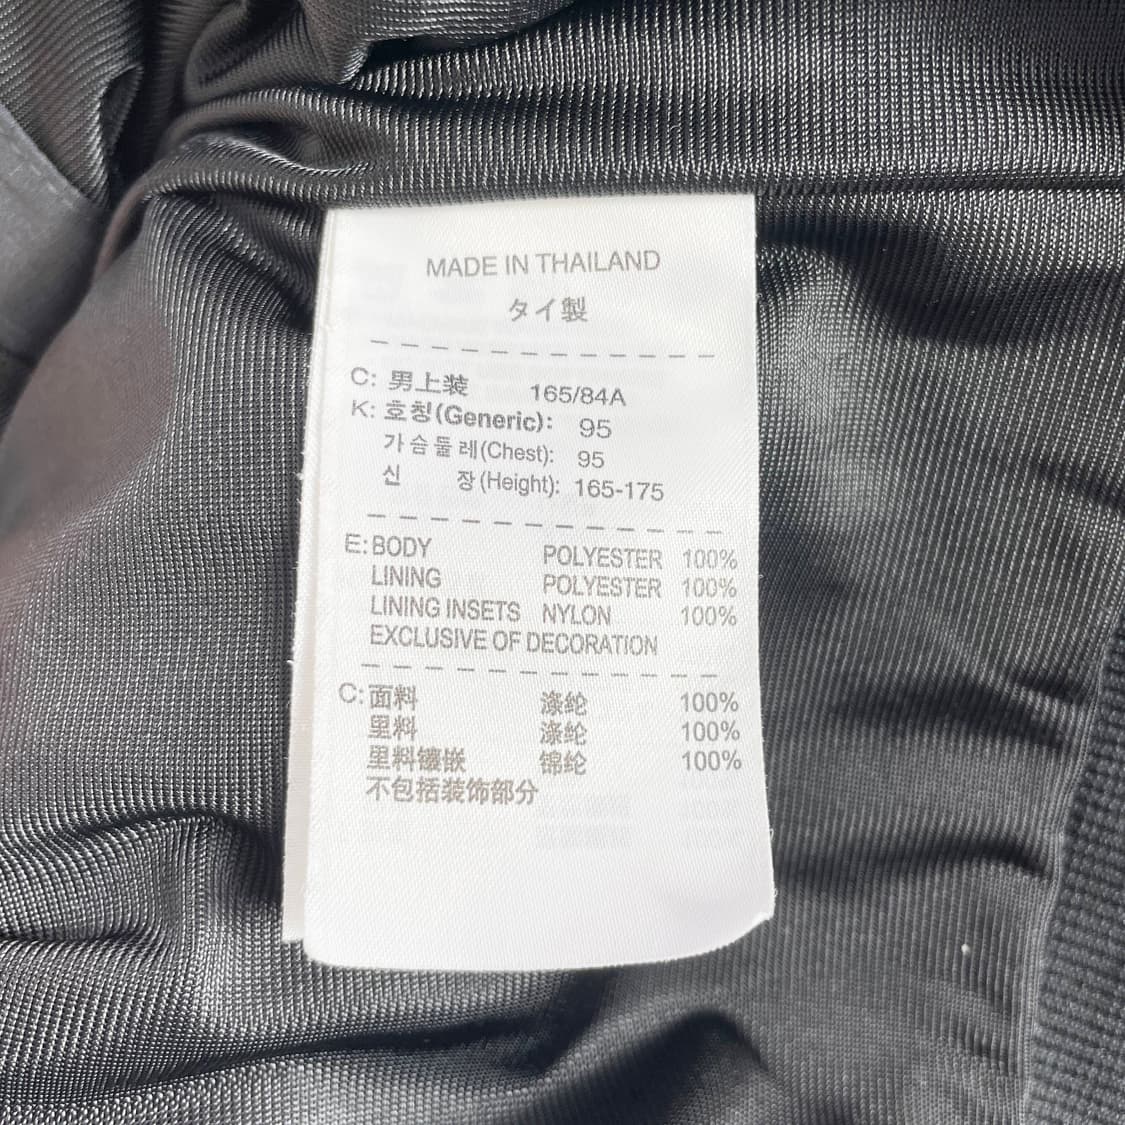 MADE IN THAILAND
タイ製
C: 男上装 165/84A
K: 호칭(Generic): 95
가슴둘레(Chest): 95
신 장(Height): 165-175
E: BODY POLYESTER 100%
LINING POLYESTER 100%
LINING INSETS NYLON 100%
EXCLUSIVE OF DECORATION
C: 面料 涤纶 100%
里料 涤纶 100%
里料镶嵌 锦纶 100%
不包括装饰部分